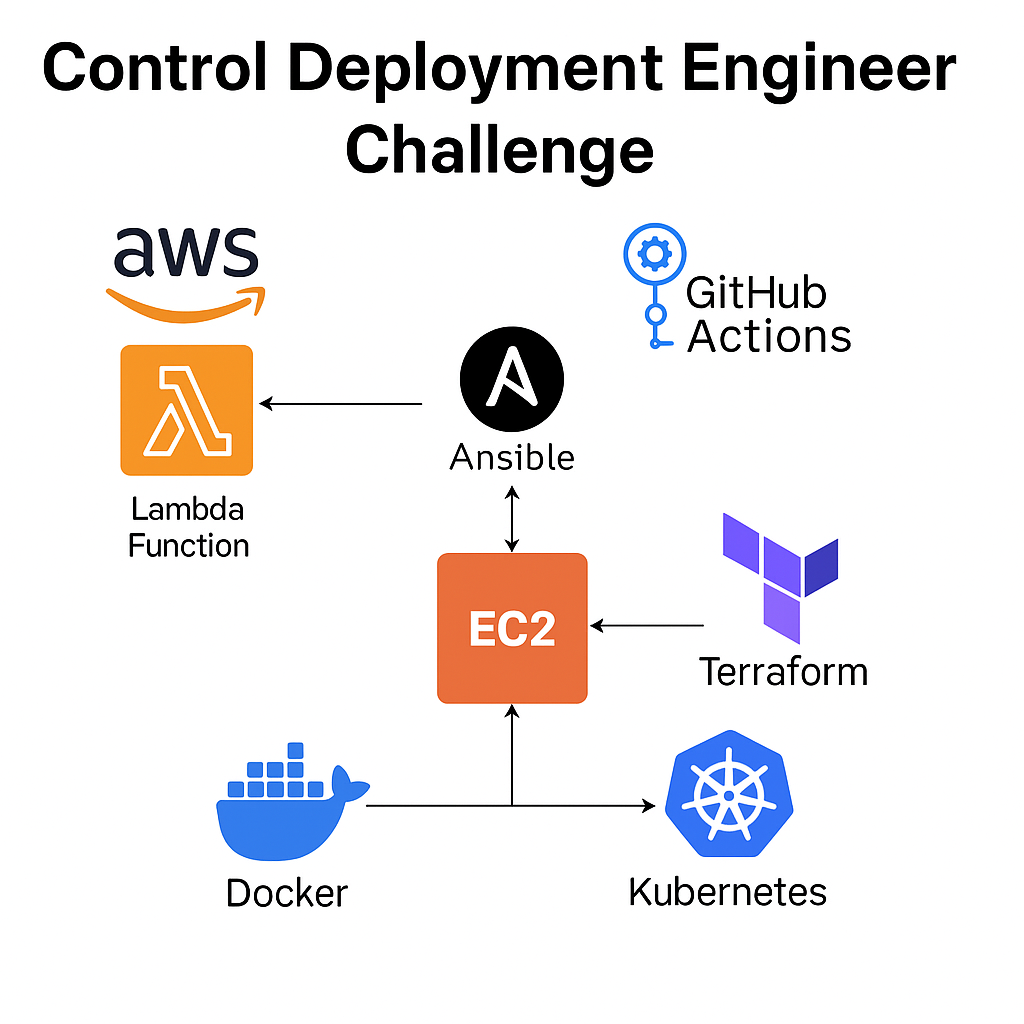 Control Deployment Engineer
Challenge
aws
GitHub
Actions
Ansible
Lambda
Function
EC2
Terraform
Docker
Kubernetes